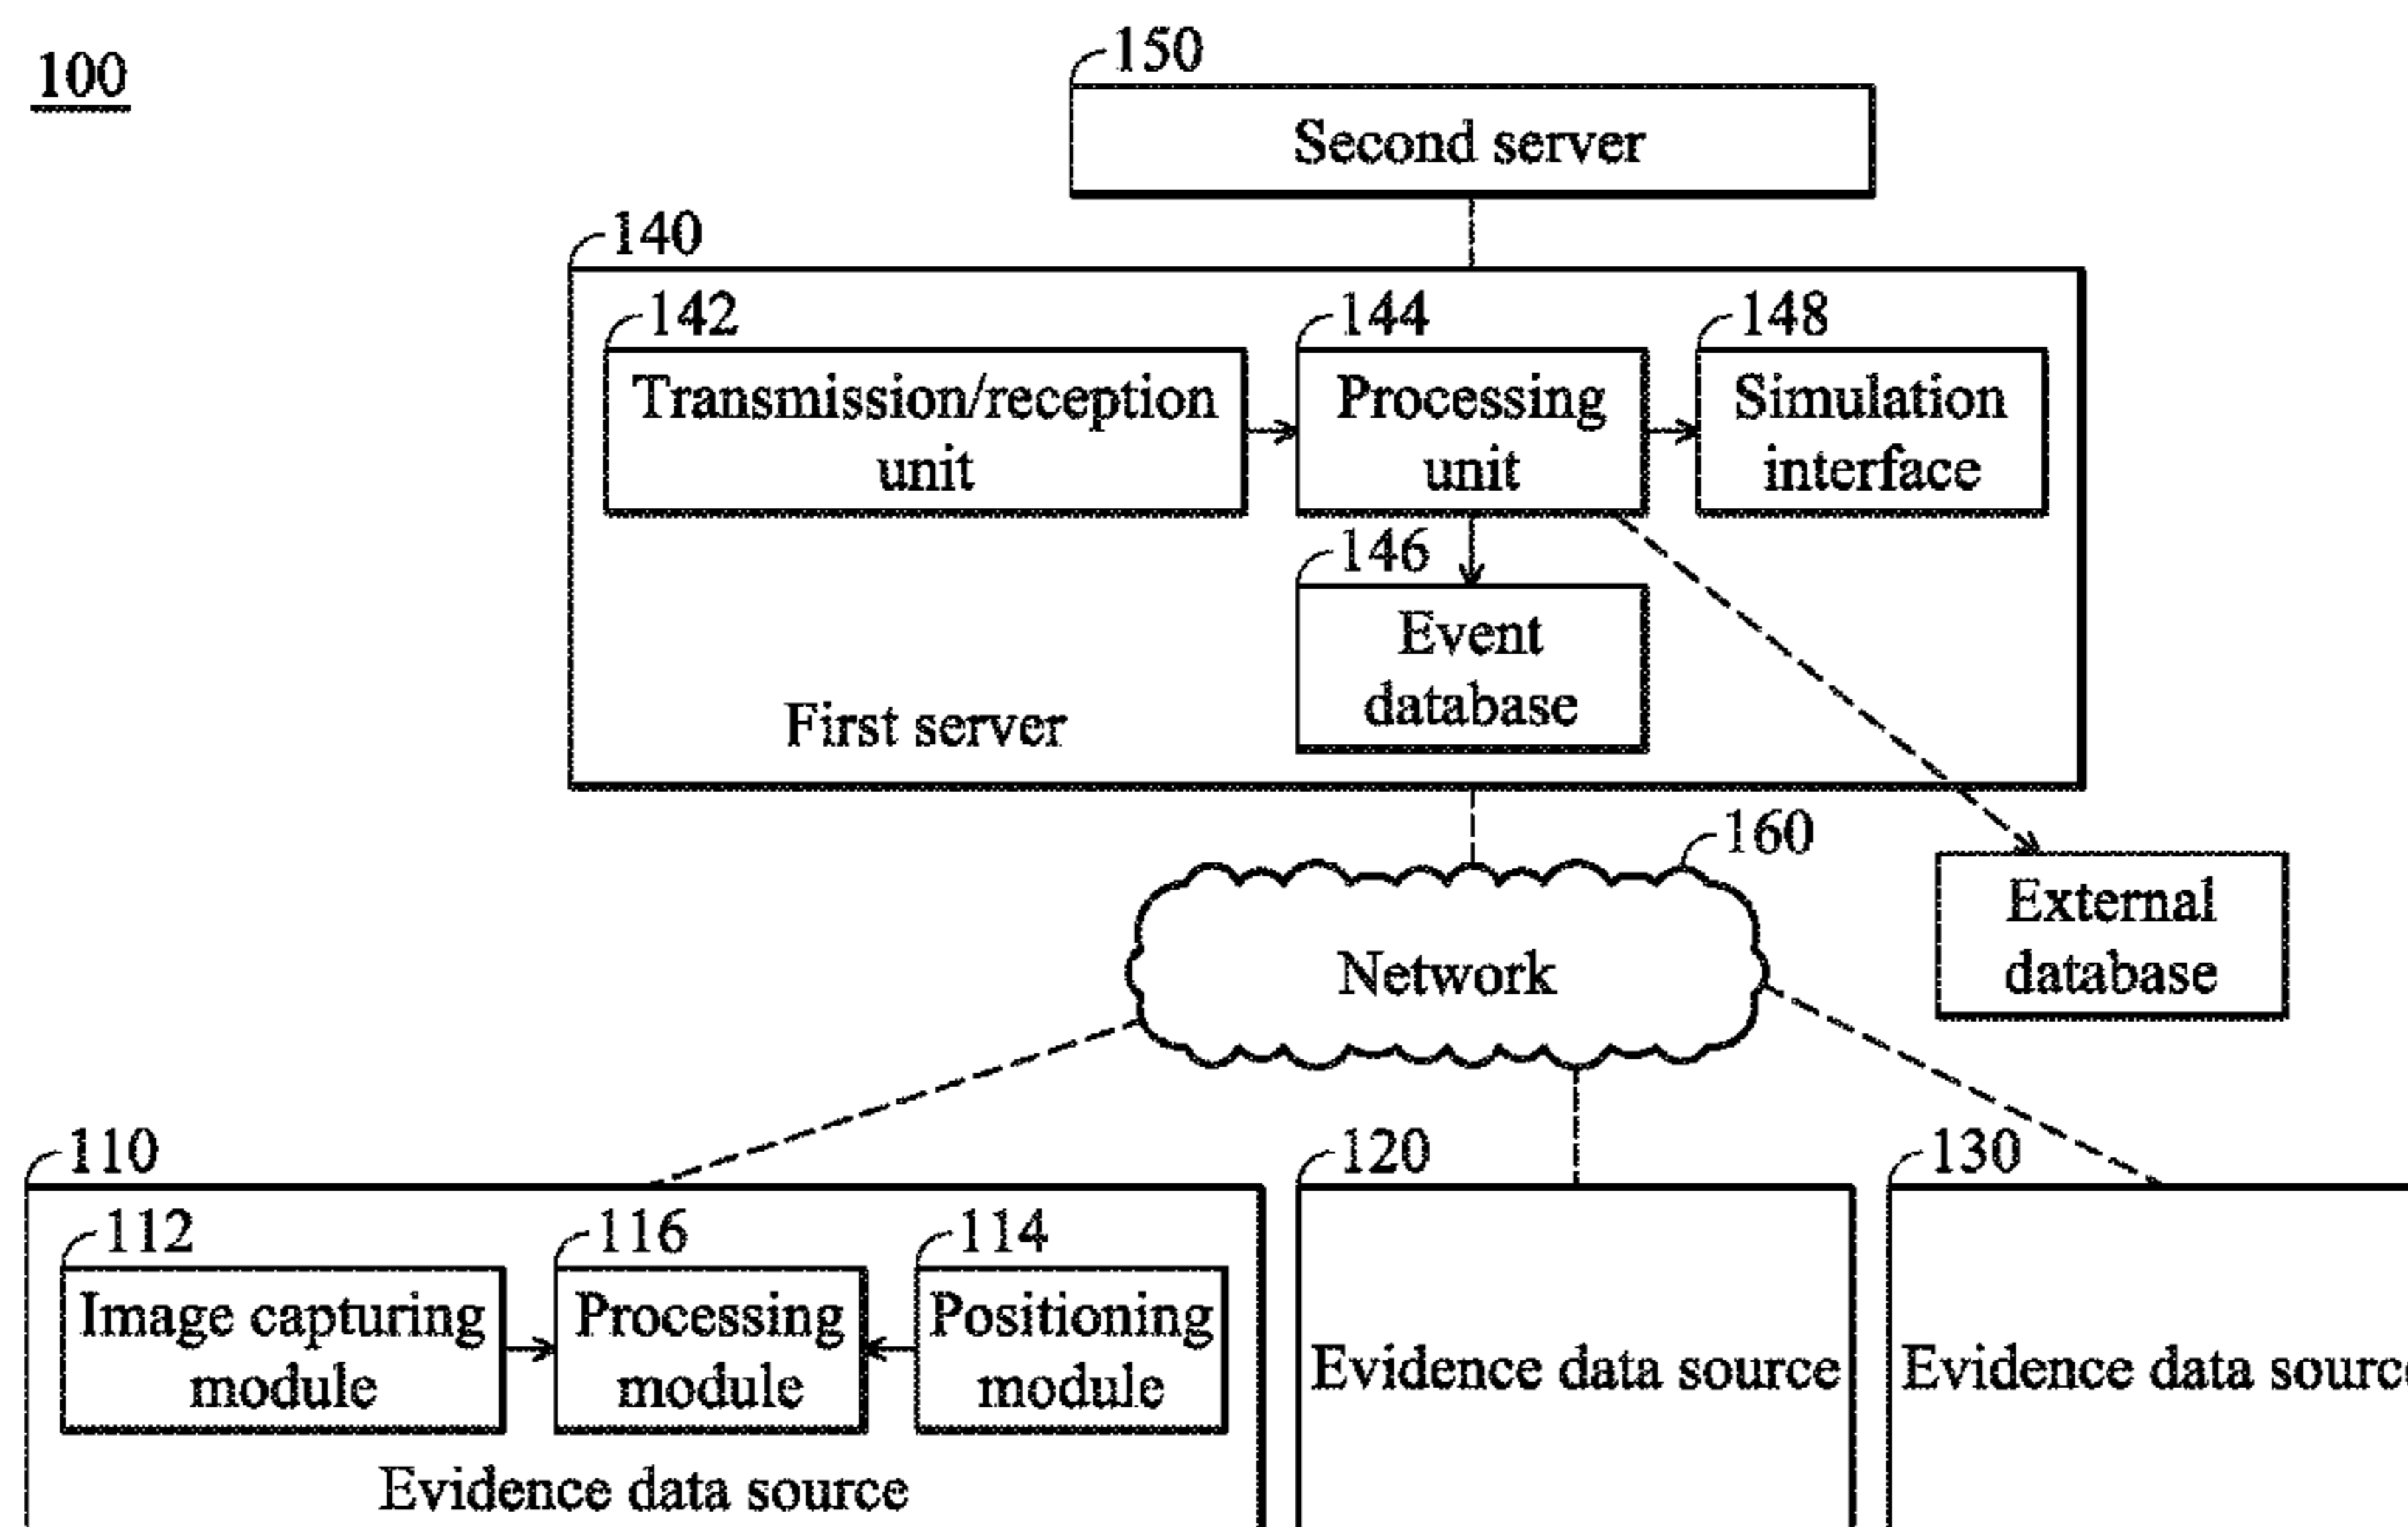 100
150
Second server
140
142
144
148
Transmission/reception
unit
Processing
unit
Simulation
interface
146
Event
database
First server
160
Network
External
database
110
120
130
112
116
114
Image capturing
module
Processing
module
Positioning
module
Evidence data source
Evidence data source
Evidence data source